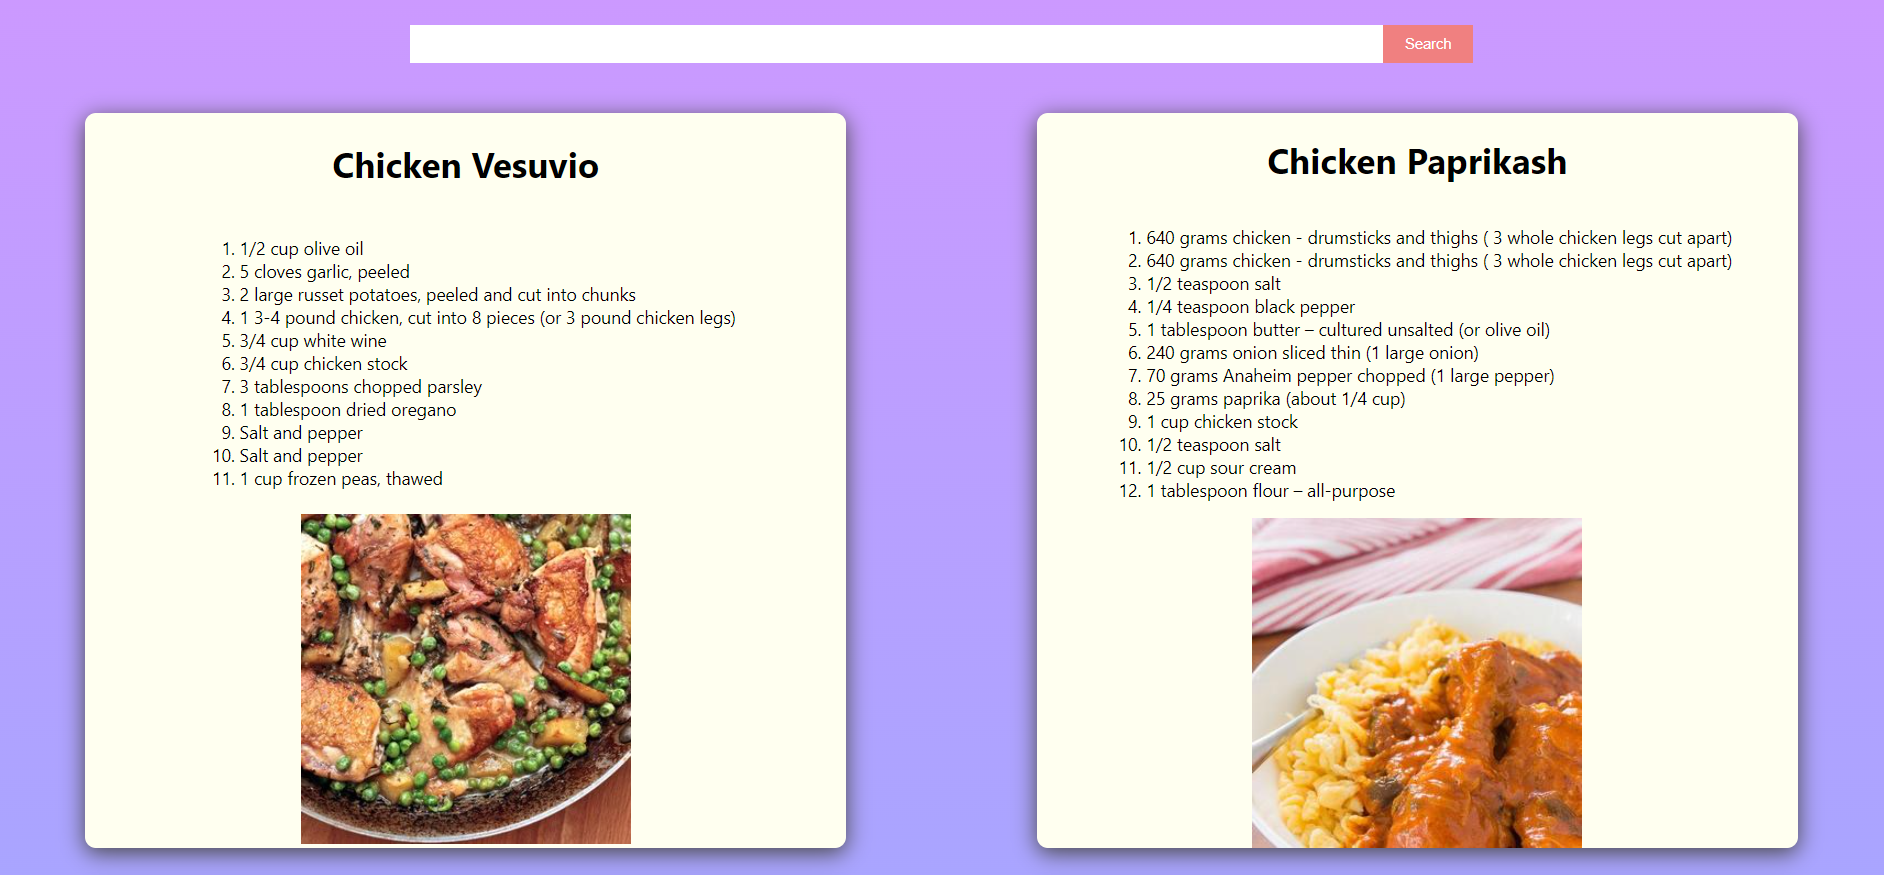 Search
Chicken Vesuvio
1. 1/2 cup olive oil
2. 5 cloves garlic, peeled
3. 2 large russet potatoes, peeled and cut into chunks
4. 1 3-4 pound chicken, cut into 8 pieces (or 3 pound chicken legs)
5. 3/4 cup white wine
6. 3/4 cup chicken stock
7. 3 tablespoons chopped parsley
8. 1 tablespoon dried oregano
9. Salt and pepper
10. Salt and pepper
11. 1 cup frozen peas, thawed
Chicken Paprikash
1. 640 grams chicken - drumsticks and thighs ( 3 whole chicken legs cut apart)
2. 640 grams chicken - drumsticks and thighs ( 3 whole chicken legs cut apart)
3. 1/2 teaspoon salt
4. 1/4 teaspoon black pepper
5. 1 tablespoon butter – cultured unsalted (or olive oil)
6. 240 grams onion sliced thin (1 large onion)
7. 70 grams Anaheim pepper chopped (1 large pepper)
8. 25 grams paprika (about 1/4 cup)
9. 1 cup chicken stock
10. 1/2 teaspoon salt
11. 1/2 cup sour cream
12. 1 tablespoon flour – all-purpose